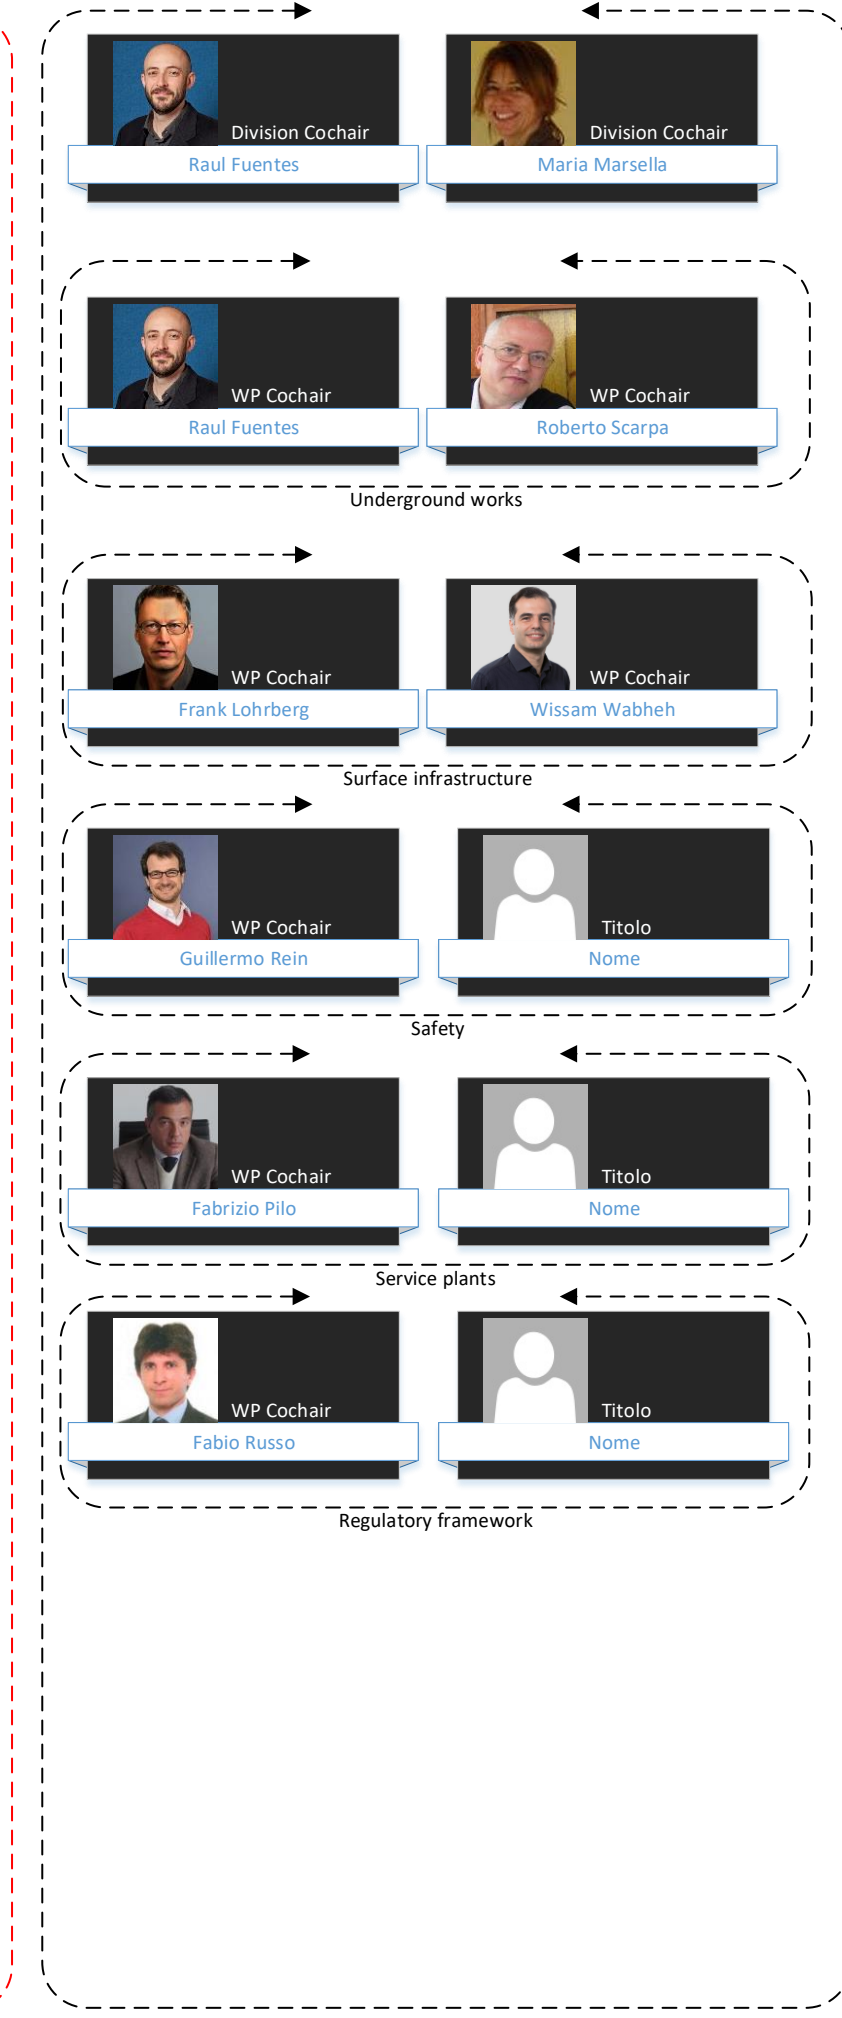 Division Cochair
Raul Fuentes
Division Cochair
Maria Marsella
WP Cochair
Raul Fuentes
WP Cochair
Roberto Scarpa
Underground works
WP Cochair
Frank Lohrberg
WP Cochair
Wissam Wabheh
Surface infrastructure
WP Cochair
Guillermo Rein
Titolo
Nome
Safety
WP Cochair
Fabrizio Pilo
Titolo
Nome
Service plants
WP Cochair
Fabio Russo
Titolo
Nome
Regulatory framework